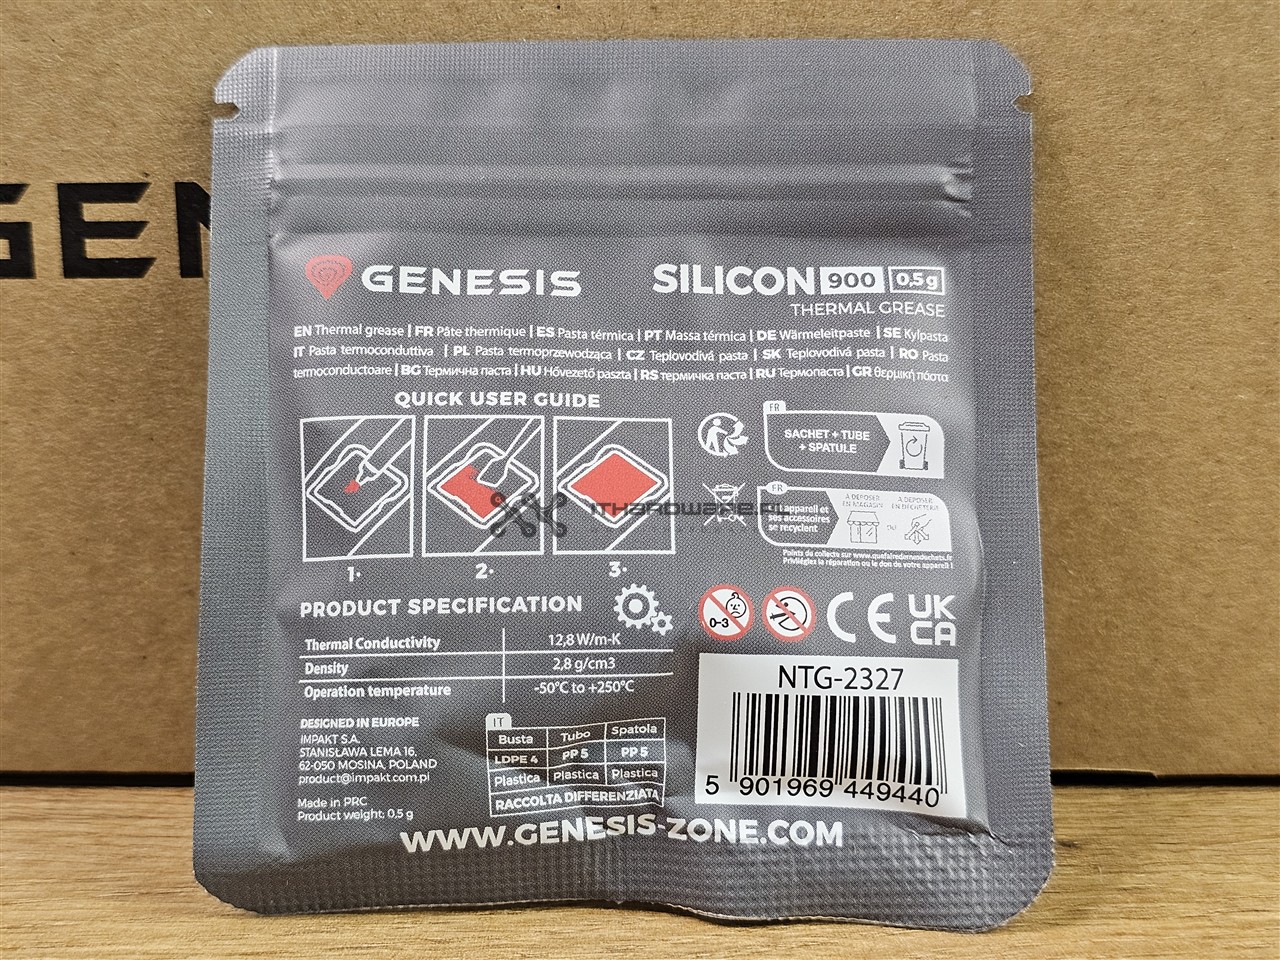 GEN
GENESIS
SILICON 900 0,5g
THERMAL GREASE
EN Thermal grease | FR Pâte thermique | ES Pasta térmica | PT Massa térmica | DE Wärmeleitpaste | SE Kylpasta
IT Pasta termoconduttiva | PL Pasta termoprzewodząca | CZ Teplovodivá pasta | SK Teplovodivá pasta | RO Pasta
termoconductoare | BG Термична паста | HU Hővezető paszta | RS термичка паста | RU Термопаста | GR θερμική πάστα
QUICK USER GUIDE
1.
2.
3.
FR
SACHET + TUBE
+ SPATULE
FR
appareil et
ses accessoires
se recyclent
À DÉPOSER
EN MAGASIN
OU
À DÉPOSER
EN DÉCHÈTERIE
Points de collecte sur www.quefairedemesdechets.fr
Privilégiez la réparation ou le don de votre appareil !
ITHARDWARE.PL
PRODUCT SPECIFICATION
Thermal Conductivity 12,8 W/m-K
Density 2,8 g/cm3
Operation temperature -50°C to +250°C
0-3
CE
UK
CA
DESIGNED IN EUROPE
IMPAKT S.A.
STANISŁAWA LEMA 16,
62-050 MOSINA, POLAND
product@impakt.com.pl
Made in PRC
Product weight: 0,5 g
IT
Busta Tubo Spatola
LDPE 4 PP 5 PP 5
Plastica Plastica Plastica
RACCOLTA DIFFERENZIATA
NTG-2327
5 901969 449440
WWW.GENESIS-ZONE.COM